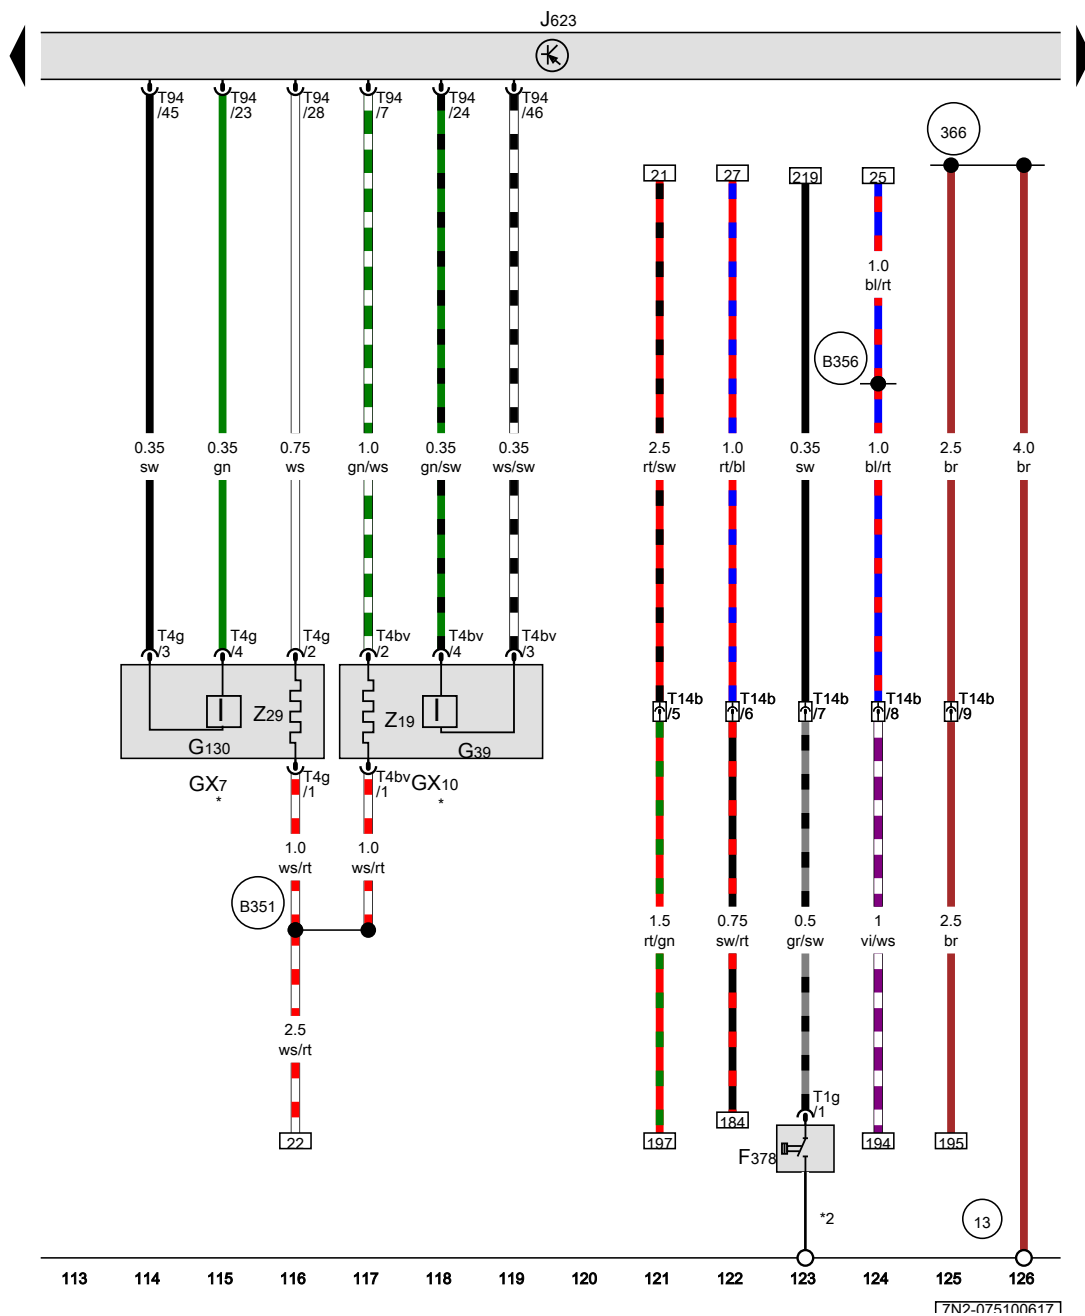 J623
T94 T94 T94 T94 T94 T94
/45 /23 /28 /7 /24 /46
366
21 27 219 25
1.0
bl/rt
B356
0.35 0.35 0.75 1.0 0.35 0.35 2.5 1.0 0.35 1.0 2.5 4.0
sw gn ws gn/ws gn/sw ws/sw rt/sw rt/bl sw bl/rt br br
T4g T4g T4g T4bv T4bv T4bv
/3 /4 /2 /2 /4 /3
T14b T14b T14b T14b T14b
/5 /6 /7 /8 /9
Z29 Z19
G130 G39
GX7 T4g T4bv GX10
* /1 /1 *
1.0 1.0
ws/rt ws/rt
B351
1.5 0.75 0.5 1 2.5
rt/gn sw/rt gr/sw vi/ws br
2.5
ws/rt
T1g
/1
184
22 197 194 195
F378
*2
13
113 114 115 116 117 118 119 120 121 122 123 124 125 126
7N2-075100617